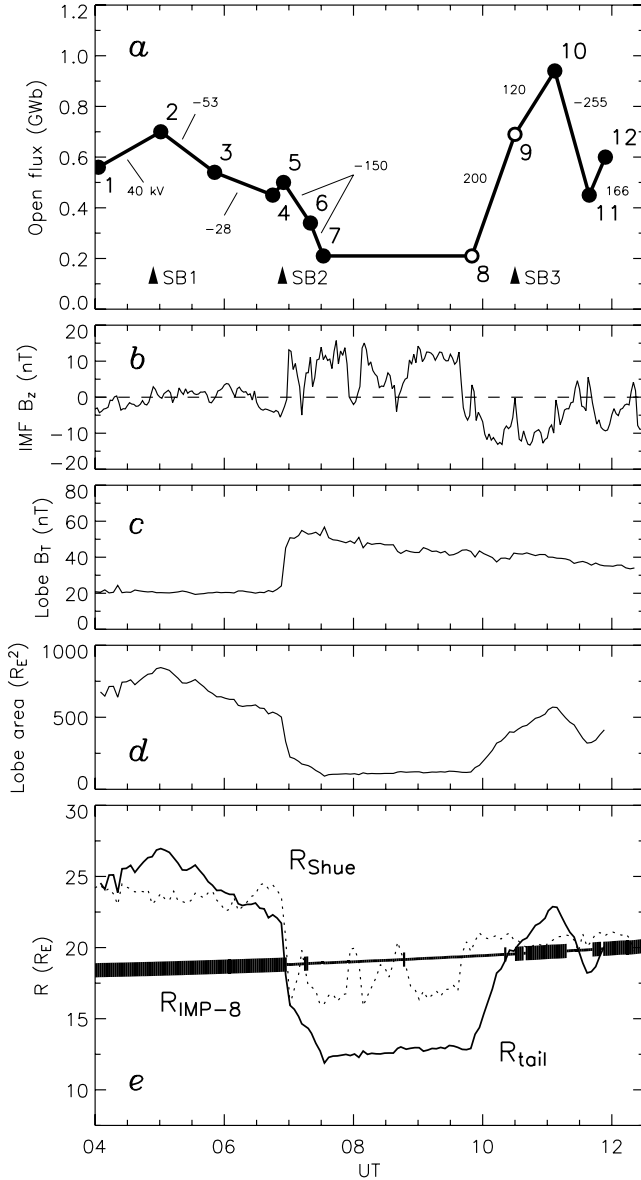 1.2
a
10
1.0
120
-255
Open flux (GWb)
0.8
2
-53
9
12
5
-150
0.6
3
200
1
40 kV
4
6
166
0.4
-28
7
11
0.2
8
SB1
SB2
SB3
0.0
20
b
10
IMF Bz (nT)
0
-10
-20
80
c
60
Lobe BT (nT)
40
20
0
1000
Lobe area (RE²)
500
d
0
30
RShue
25
R (RE)
20
RIMP-8
15
Rtail
e
10
04
06
08
10
12
UT